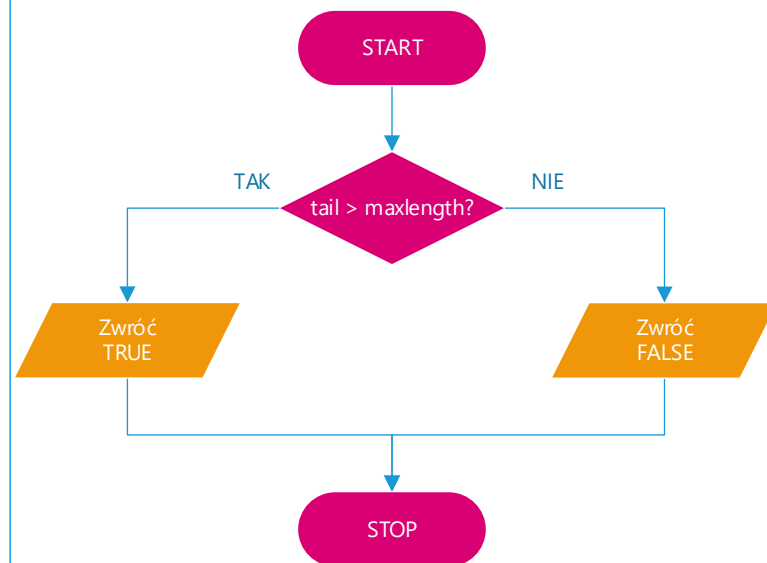 START
TAK
NIE
tail > maxlength?
Zwróć
TRUE
Zwróć
FALSE
STOP